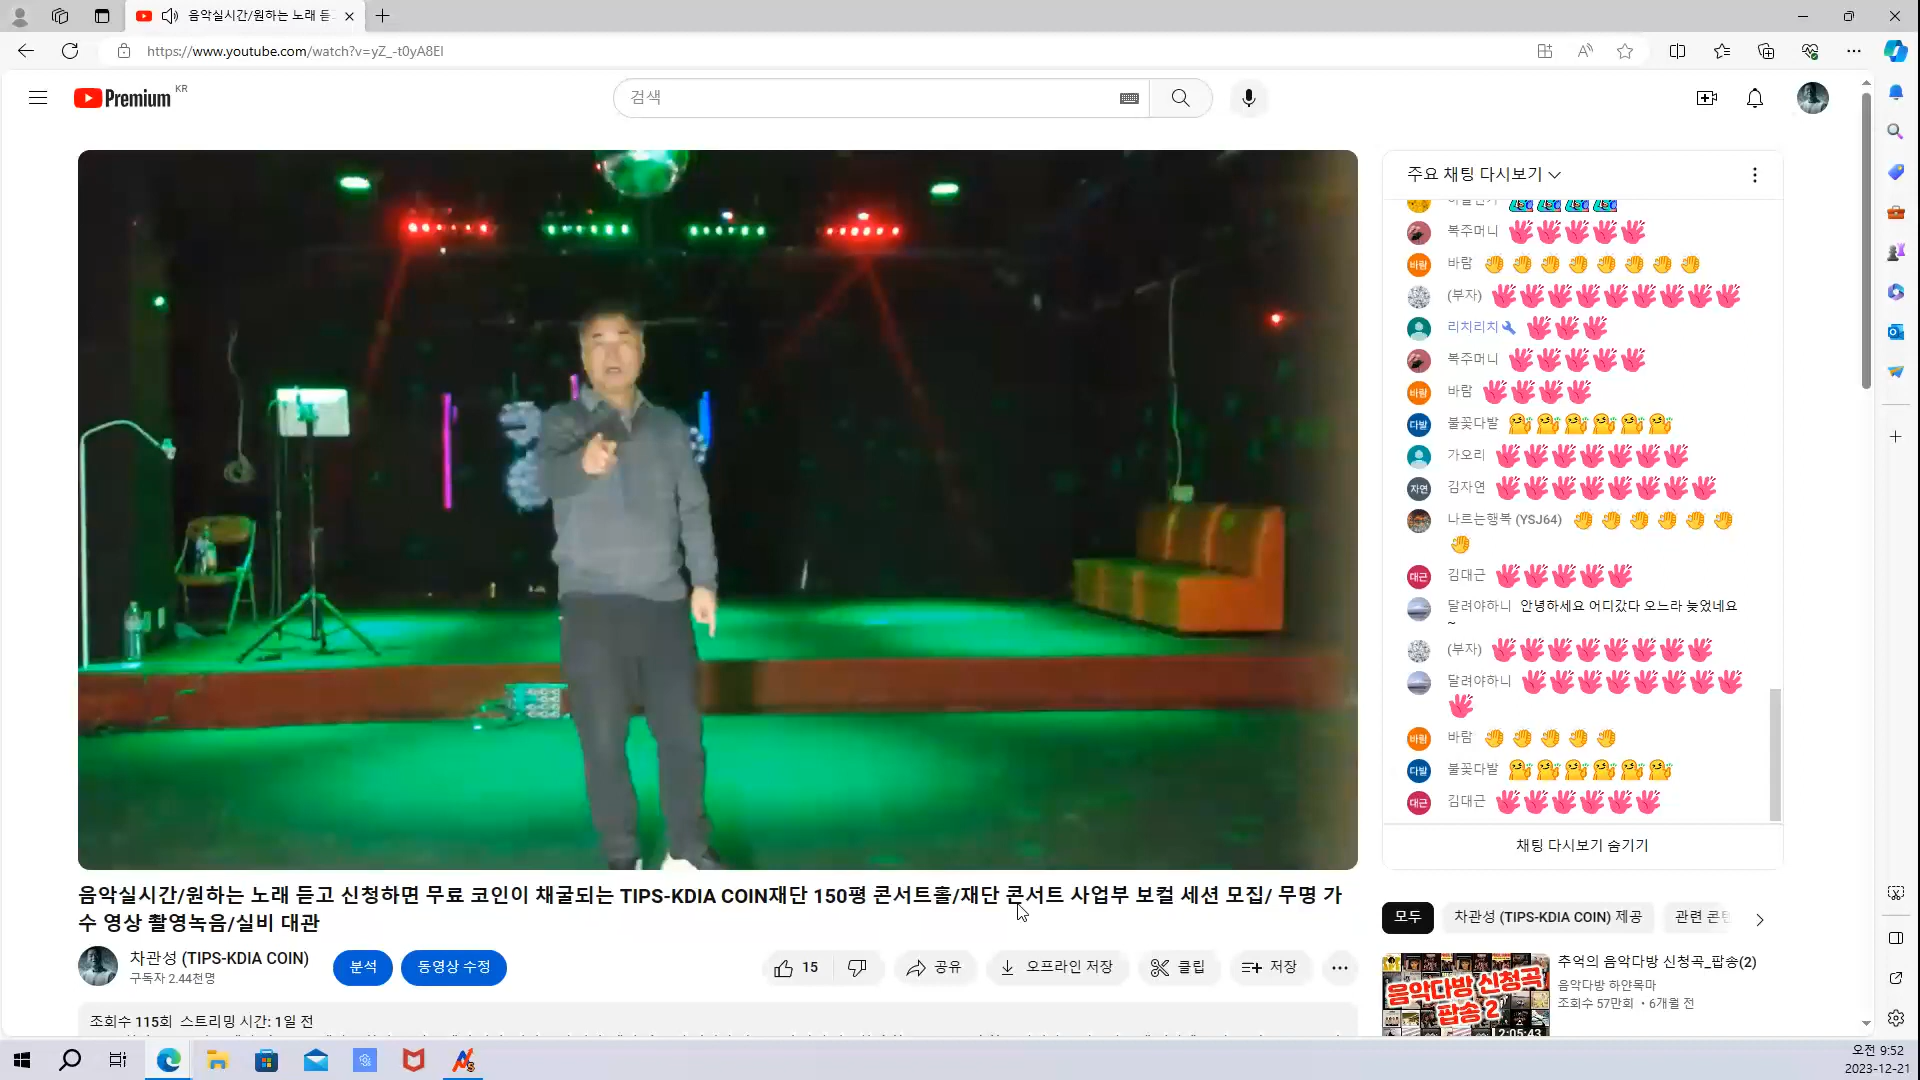 음악실시간/원하는 노래 듣고
https://www.youtube.com/watch?v=yZ_-t0yA8EI
Premium KR
검색
주요 채팅 다시보기
복주머니
바람
(부자)
리치리치
복주머니
바람
불꽃다발
가오리
김자연
나르는행복 (YSJ64)
김대근
달려야하니 안녕하세요 어디갔다 오느라 늦었네요
~
(부자)
달려야하니
바람
불꽃다발
김대근
채팅 다시보기 숨기기
음악실시간/원하는 노래 듣고 신청하면 무료 코인이 채굴되는 TIPS-KDIA COIN재단 150평 콘서트홀/재단 콘서트 사업부 보컬 세션 모집/ 무명 가
수 영상 촬영녹음/실비 대관
차관성 (TIPS-KDIA COIN)
구독자 2.44천명
분석
동영상 수정
15
공유
오프라인 저장
클립
저장
조회수 115회 스트리밍 시간: 1일 전
모두
차관성 (TIPS-KDIA COIN) 제공
관련 콘텐
음악다방 신청곡
팝송 2
2:05:43
추억의 음악다방 신청곡_팝송(2)
음악다방 하얀목마
조회수 57만회 • 6개월 전
오전 9:52
2023-12-21